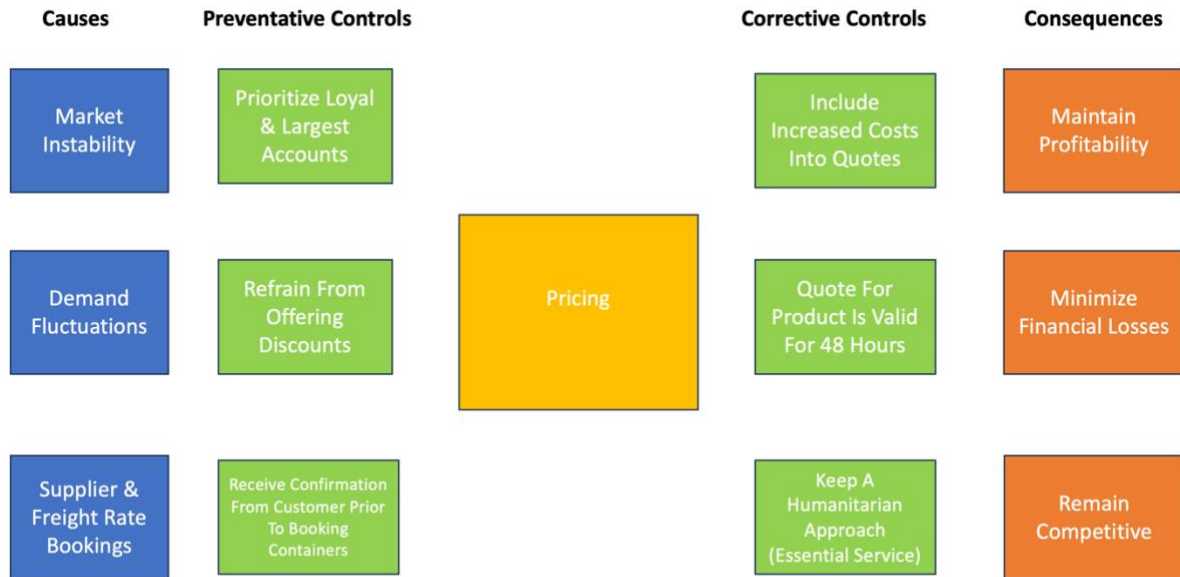 Causes
Preventative Controls
Corrective Controls
Consequences
Market
Instability
Prioritize Loyal
& Largest
Accounts
Include
Increased Costs
Into Quotes
Maintain
Profitability
Demand
Fluctuations
Refrain From
Offering
Discounts
Pricing
Quote For
Product Is Valid
For 48 Hours
Minimize
Financial Losses
Supplier &
Freight Rate
Bookings
Receive Confirmation
From Customer Prior
To Booking
Containers
Keep A
Humanitarian
Approach
(Essential Service)
Remain
Competitive